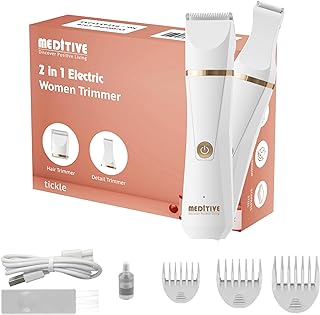 MEDITIVE
Discover Positive Living
2 in 1 Electric
Women Trimmer
Hair Trimmer
Detail Trimmer
tickle
MEDITIVE